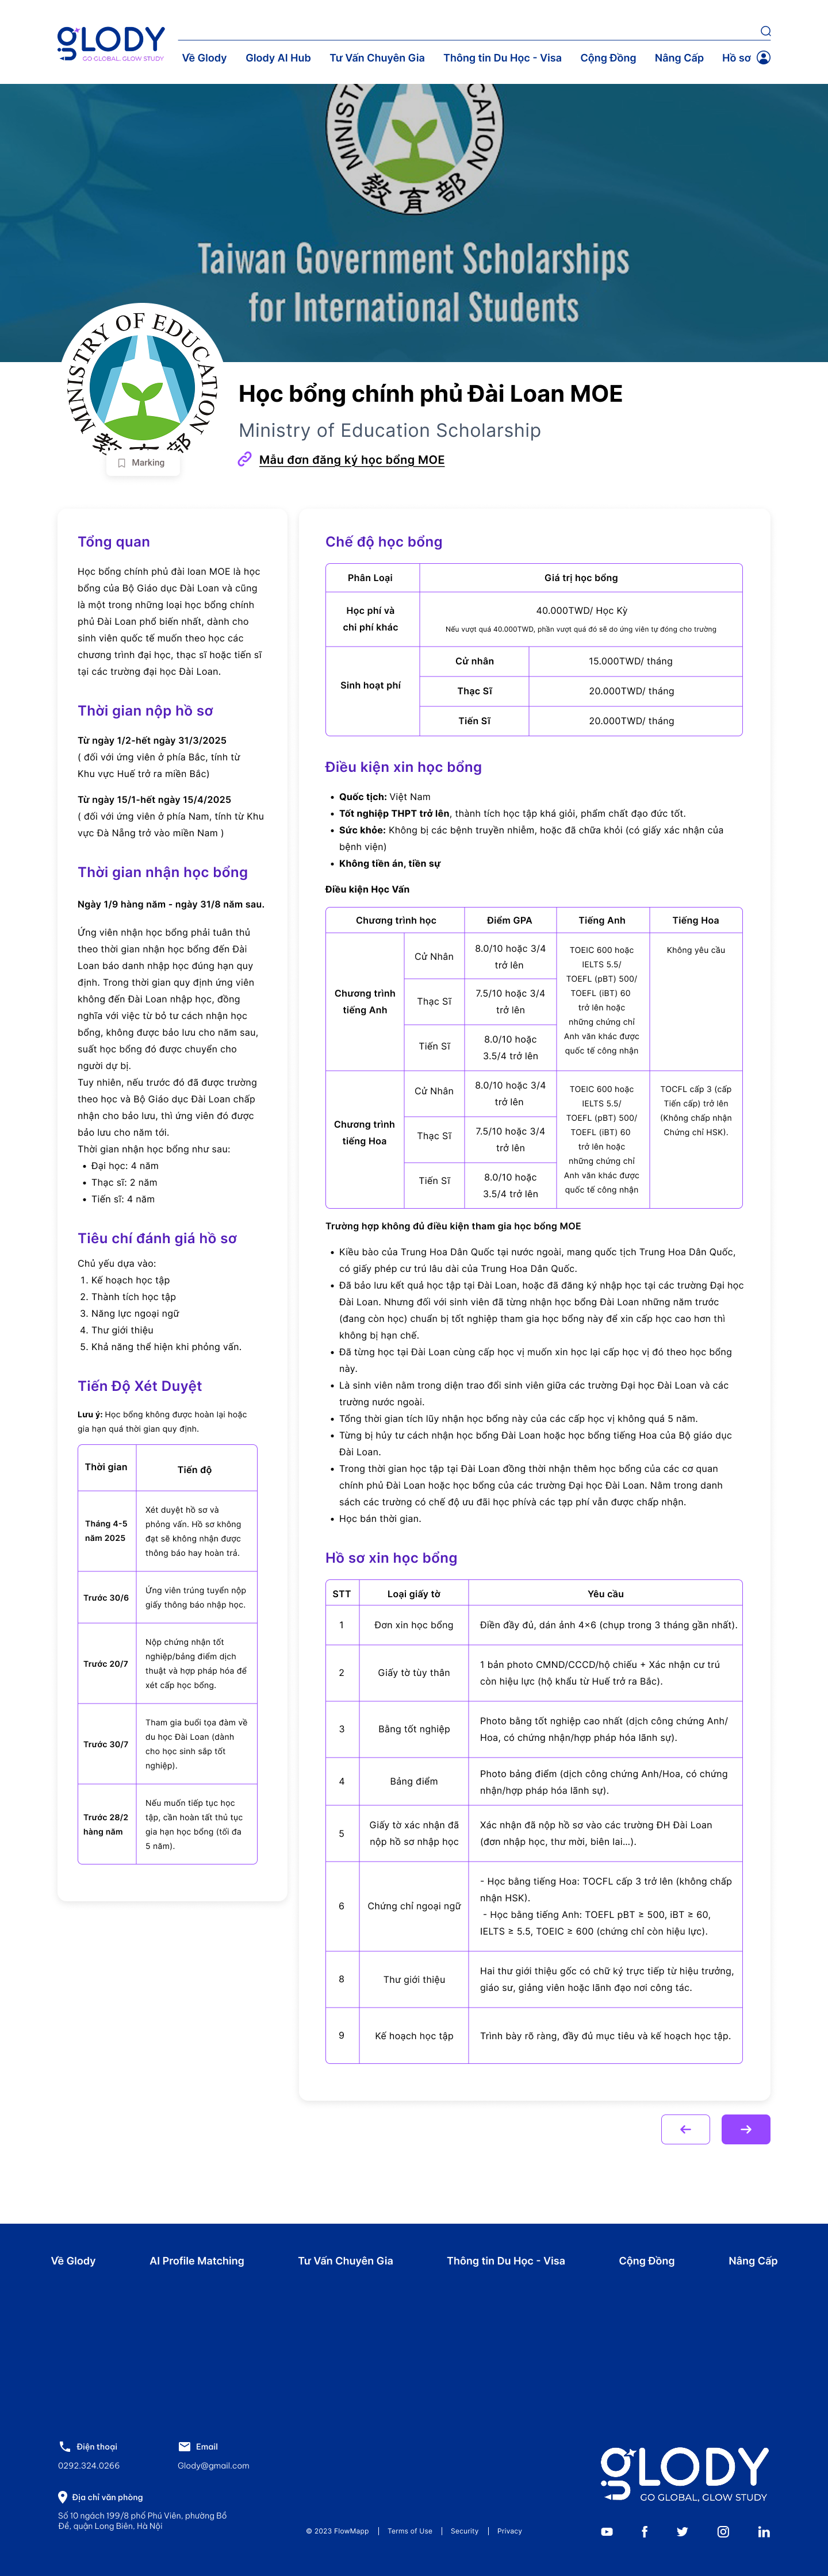 GLODY
GO GLOBAL, GLOW STUDY
Về Glody
Glody AI Hub
Tư Vấn Chuyên Gia
Thông tin Du Học - Visa
Cộng Đồng
Nâng Cấp
Hồ sơ
教育部
Taiwan Government Scholarships
for International Students
MINISTRY OF EDUCATION
Học bổng chính phủ Đài Loan MOE
Ministry of Education Scholarship
Mẫu đơn đăng ký học bổng MOE
Marking
Tổng quan
Học bổng chính phủ đài loan MOE là học
bổng của Bộ Giáo dục Đài Loan và cũng
là một trong những loại học bổng chính
phủ Đài Loan phổ biến nhất, dành cho
sinh viên quốc tế muốn theo học các
chương trình đại học, thạc sĩ hoặc tiến sĩ
tại các trường đại học Đài Loan.
Thời gian nộp hồ sơ
Từ ngày 1/2-hết ngày 31/3/2025
( đối với ứng viên ở phía Bắc, tính từ
Khu vực Huế trở ra miền Bắc)
Từ ngày 15/1-hết ngày 15/4/2025
( đối với ứng viên ở phía Nam, tính từ Khu
vực Đà Nẵng trở vào miền Nam )
Thời gian nhận học bổng
Ngày 1/9 hàng năm - ngày 31/8 năm sau.
Ứng viên nhận học bổng phải tuân thủ
theo thời gian nhận học bổng đến Đài
Loan báo danh nhập học đúng hạn quy
định. Trong thời gian quy định ứng viên
không đến Đài Loan nhập học, đồng
nghĩa với việc từ bỏ tư cách nhận học
bổng, không được bảo lưu cho năm sau,
suất học bổng đó được chuyển cho
người dự bị.
Tuy nhiên, nếu trước đó đã được trường
theo học và Bộ Giáo dục Đài Loan chấp
nhận cho bảo lưu, thì ứng viên đó được
bảo lưu cho năm tới.
Thời gian nhận học bổng như sau:
• Đại học: 4 năm
• Thạc sĩ: 2 năm
• Tiến sĩ: 4 năm
Tiêu chí đánh giá hồ sơ
Chủ yếu dựa vào:
1. Kế hoạch học tập
2. Thành tích học tập
3. Năng lực ngoại ngữ
4. Thư giới thiệu
5. Khả năng thể hiện khi phỏng vấn.
Tiến Độ Xét Duyệt
Lưu ý: Học bổng không được hoàn lại hoặc
gia hạn quá thời gian quy định.
Thời gian
Tiến độ
Tháng 4-5
năm 2025
Xét duyệt hồ sơ và
phỏng vấn. Hồ sơ không
đạt sẽ không nhận được
thông báo hay hoàn trả.
Trước 30/6
Ứng viên trúng tuyển nộp
giấy thông báo nhập học.
Trước 20/7
Nộp chứng nhận tốt
nghiệp/bảng điểm dịch
thuật và hợp pháp hóa để
xét cấp học bổng.
Trước 30/7
Tham gia buổi tọa đàm về
du học Đài Loan (dành
cho học sinh sắp tốt
nghiệp).
Trước 28/2
hàng năm
Nếu muốn tiếp tục học
tập, cần hoàn tất thủ tục
gia hạn học bổng (tối đa
5 năm).
Chế độ học bổng
Phân Loại
Giá trị học bổng
Học phí và
chi phí khác
40.000TWD/ Học Kỳ
Nếu vượt quá 40.000TWD, phần vượt quá đó sẽ do ứng viên tự đóng cho trường
Sinh hoạt phí
Cử nhân
15.000TWD/ tháng
Thạc Sĩ
20.000TWD/ tháng
Tiến Sĩ
20.000TWD/ tháng
Điều kiện xin học bổng
• Quốc tịch: Việt Nam
• Tốt nghiệp THPT trở lên, thành tích học tập khá giỏi, phẩm chất đạo đức tốt.
• Sức khỏe: Không bị các bệnh truyền nhiễm, hoặc đã chữa khỏi (có giấy xác nhận của
bệnh viện)
• Không tiền án, tiền sự
Điều kiện Học Vấn
Chương trình học
Điểm GPA
Tiếng Anh
Tiếng Hoa
Chương trình
tiếng Anh
Cử Nhân
8.0/10 hoặc 3/4
trở lên
Thạc Sĩ
7.5/10 hoặc 3/4
trở lên
Tiến Sĩ
8.0/10 hoặc
3.5/4 trở lên
TOEIC 600 hoặc
IELTS 5.5/
TOEFL (pBT) 500/
TOEFL (iBT) 60
trở lên hoặc
những chứng chỉ
Anh văn khác được
quốc tế công nhận
Không yêu cầu
Chương trình
tiếng Hoa
Cử Nhân
8.0/10 hoặc 3/4
trở lên
Thạc Sĩ
7.5/10 hoặc 3/4
trở lên
Tiến Sĩ
8.0/10 hoặc
3.5/4 trở lên
TOEIC 600 hoặc
IELTS 5.5/
TOEFL (pBT) 500/
TOEFL (iBT) 60
trở lên hoặc
những chứng chỉ
Anh văn khác được
quốc tế công nhận
TOCFL cấp 3 (cấp
Tiến cấp) trở lên
(Không chấp nhận
Chứng chỉ HSK).
Trường hợp không đủ điều kiện tham gia học bổng MOE
• Kiều bào của Trung Hoa Dân Quốc tại nước ngoài, mang quốc tịch Trung Hoa Dân Quốc,
có giấy phép cư trú lâu dài của Trung Hoa Dân Quốc.
• Đã bảo lưu kết quả học tập tại Đài Loan, hoặc đã đăng ký nhập học tại các trường Đại học
Đài Loan. Nhưng đối với sinh viên đã từng nhận học bổng Đài Loan những năm trước
(đang còn học) chuẩn bị tốt nghiệp tham gia học bổng này để xin cấp học cao hơn thì
không bị hạn chế.
• Đã từng học tại Đài Loan cùng cấp học vị muốn xin học lại cấp học vị đó theo học bổng
này.
• Là sinh viên nằm trong diện trao đổi sinh viên giữa các trường Đại học Đài Loan và các
trường nước ngoài.
• Tổng thời gian tích lũy nhận học bổng này của các cấp học vị không quá 5 năm.
• Từng bị hủy tư cách nhận học bổng Đài Loan hoặc học bổng tiếng Hoa của Bộ giáo dục
Đài Loan.
• Trong thời gian học tập tại Đài Loan đồng thời nhận thêm học bổng của các cơ quan
chính phủ Đài Loan hoặc học bổng của các trường Đại học Đài Loan. Nằm trong danh
sách các trường có chế độ ưu đãi học phívà các tạp phí vẫn được chấp nhận.
• Học bán thời gian.
Hồ sơ xin học bổng
STT
Loại giấy tờ
Yêu cầu
1
Đơn xin học bổng
Điền đầy đủ, dán ảnh 4×6 (chụp trong 3 tháng gần nhất).
2
Giấy tờ tùy thân
1 bản photo CMND/CCCD/hộ chiếu + Xác nhận cư trú
còn hiệu lực (hộ khẩu từ Huế trở ra Bắc).
3
Bằng tốt nghiệp
Photo bằng tốt nghiệp cao nhất (dịch công chứng Anh/
Hoa, có chứng nhận/hợp pháp hóa lãnh sự).
4
Bảng điểm
Photo bảng điểm (dịch công chứng Anh/Hoa, có chứng
nhận/hợp pháp hóa lãnh sự).
5
Giấy tờ xác nhận đã
nộp hồ sơ nhập học
Xác nhận đã nộp hồ sơ vào các trường ĐH Đài Loan
(đơn nhập học, thư mời, biên lai...).
6
Chứng chỉ ngoại ngữ
- Học bằng tiếng Hoa: TOCFL cấp 3 trở lên (không chấp
nhận HSK).
- Học bằng tiếng Anh: TOEFL pBT ≥ 500, iBT ≥ 60,
IELTS ≥ 5.5, TOEIC ≥ 600 (chứng chỉ còn hiệu lực).
8
Thư giới thiệu
Hai thư giới thiệu gốc có chữ ký trực tiếp từ hiệu trưởng,
giáo sư, giảng viên hoặc lãnh đạo nơi công tác.
9
Kế hoạch học tập
Trình bày rõ ràng, đầy đủ mục tiêu và kế hoạch học tập.
Về Glody
AI Profile Matching
Tư Vấn Chuyên Gia
Thông tin Du Học - Visa
Cộng Đồng
Nâng Cấp
Điện thoại
0292.324.0266
Email
Glody@gmail.com
Địa chỉ văn phòng
Số 10 ngách 199/8 phố Phú Viên, phường Bồ
Đề, quận Long Biên, Hà Nội
© 2023 FlowMapp
Terms of Use
Security
Privacy
GLODY
GO GLOBAL, GLOW STUDY